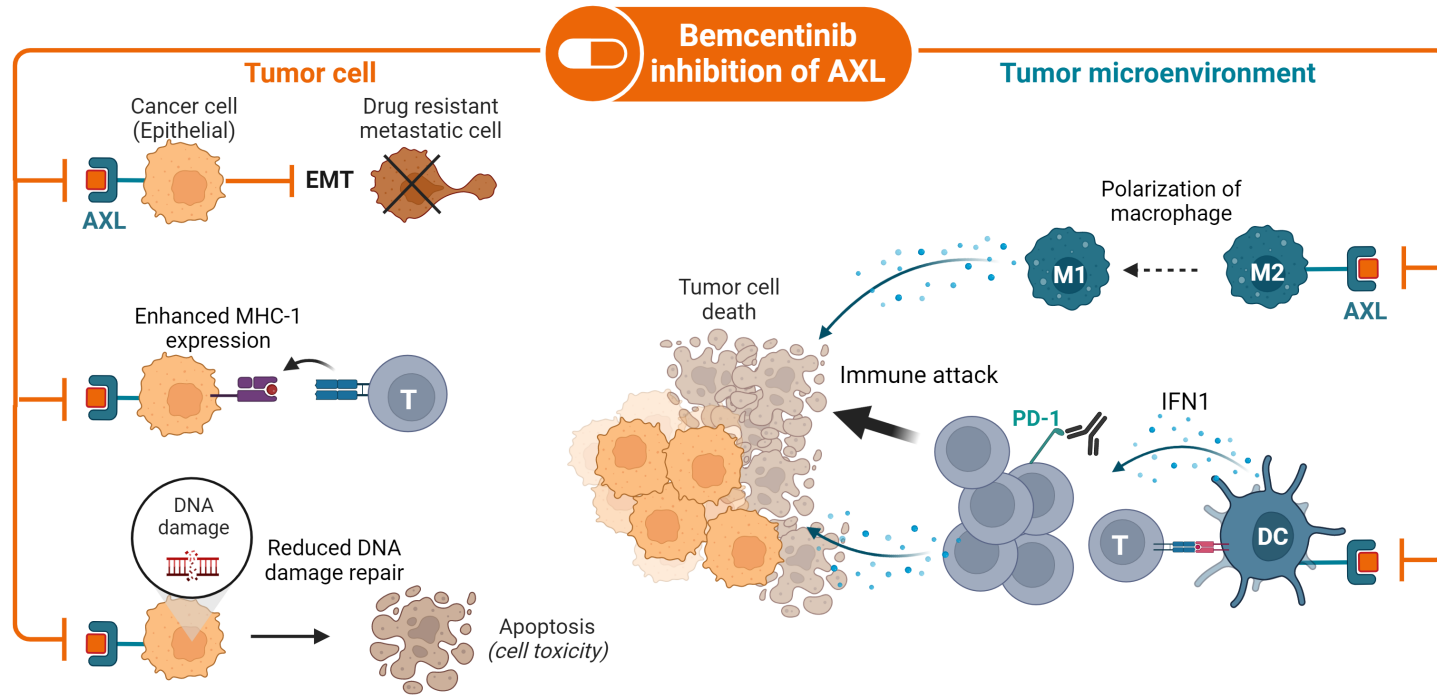 Bemcentinib
inhibition of AXL
Tumor cell
Cancer cell
(Epithelial)
Drug resistant
metastatic cell
EMT
AXL
Enhanced MHC-1
expression
T
DNA
damage
Reduced DNA
damage repair
Apoptosis
(cell toxicity)
Tumor microenvironment
Polarization of
macrophage
M1
M2
AXL
Tumor cell
death
Immune attack
PD-1
IFN1
T
DC